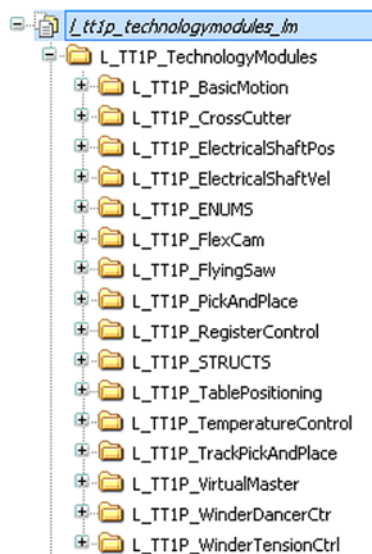 l_tt1p_technologymodules_lm
L_TT1P_TechnologyModules
L_TT1P_BasicMotion
L_TT1P_CrossCutter
L_TT1P_ElectricalShaftPos
L_TT1P_ElectricalShaftVel
L_TT1P_ENUMS
L_TT1P_FlexCam
L_TT1P_FlyingSaw
L_TT1P_PickAndPlace
L_TT1P_RegisterControl
L_TT1P_STRUCTS
L_TT1P_TablePositioning
L_TT1P_TemperatureControl
L_TT1P_TrackPickAndPlace
L_TT1P_VirtualMaster
L_TT1P_WinderDancerCtr
L_TT1P_WinderTensionCtrl